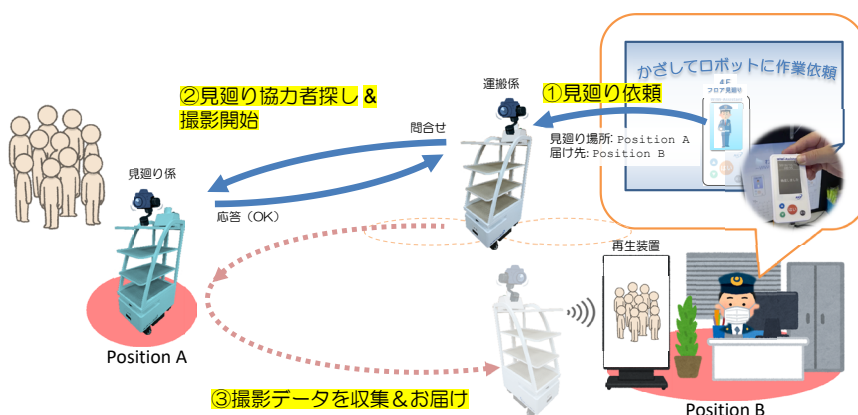 かざしてロボットに作業依頼
4F
フロア見廻り
運搬係
②見廻り協力者探し &
撮影開始
①見廻り依頼
問合せ
見廻り場所: Position A
届け先: Position B
見廻り係
応答（OK）
再生装置
Position A
③撮影データを収集&お届け
Position B